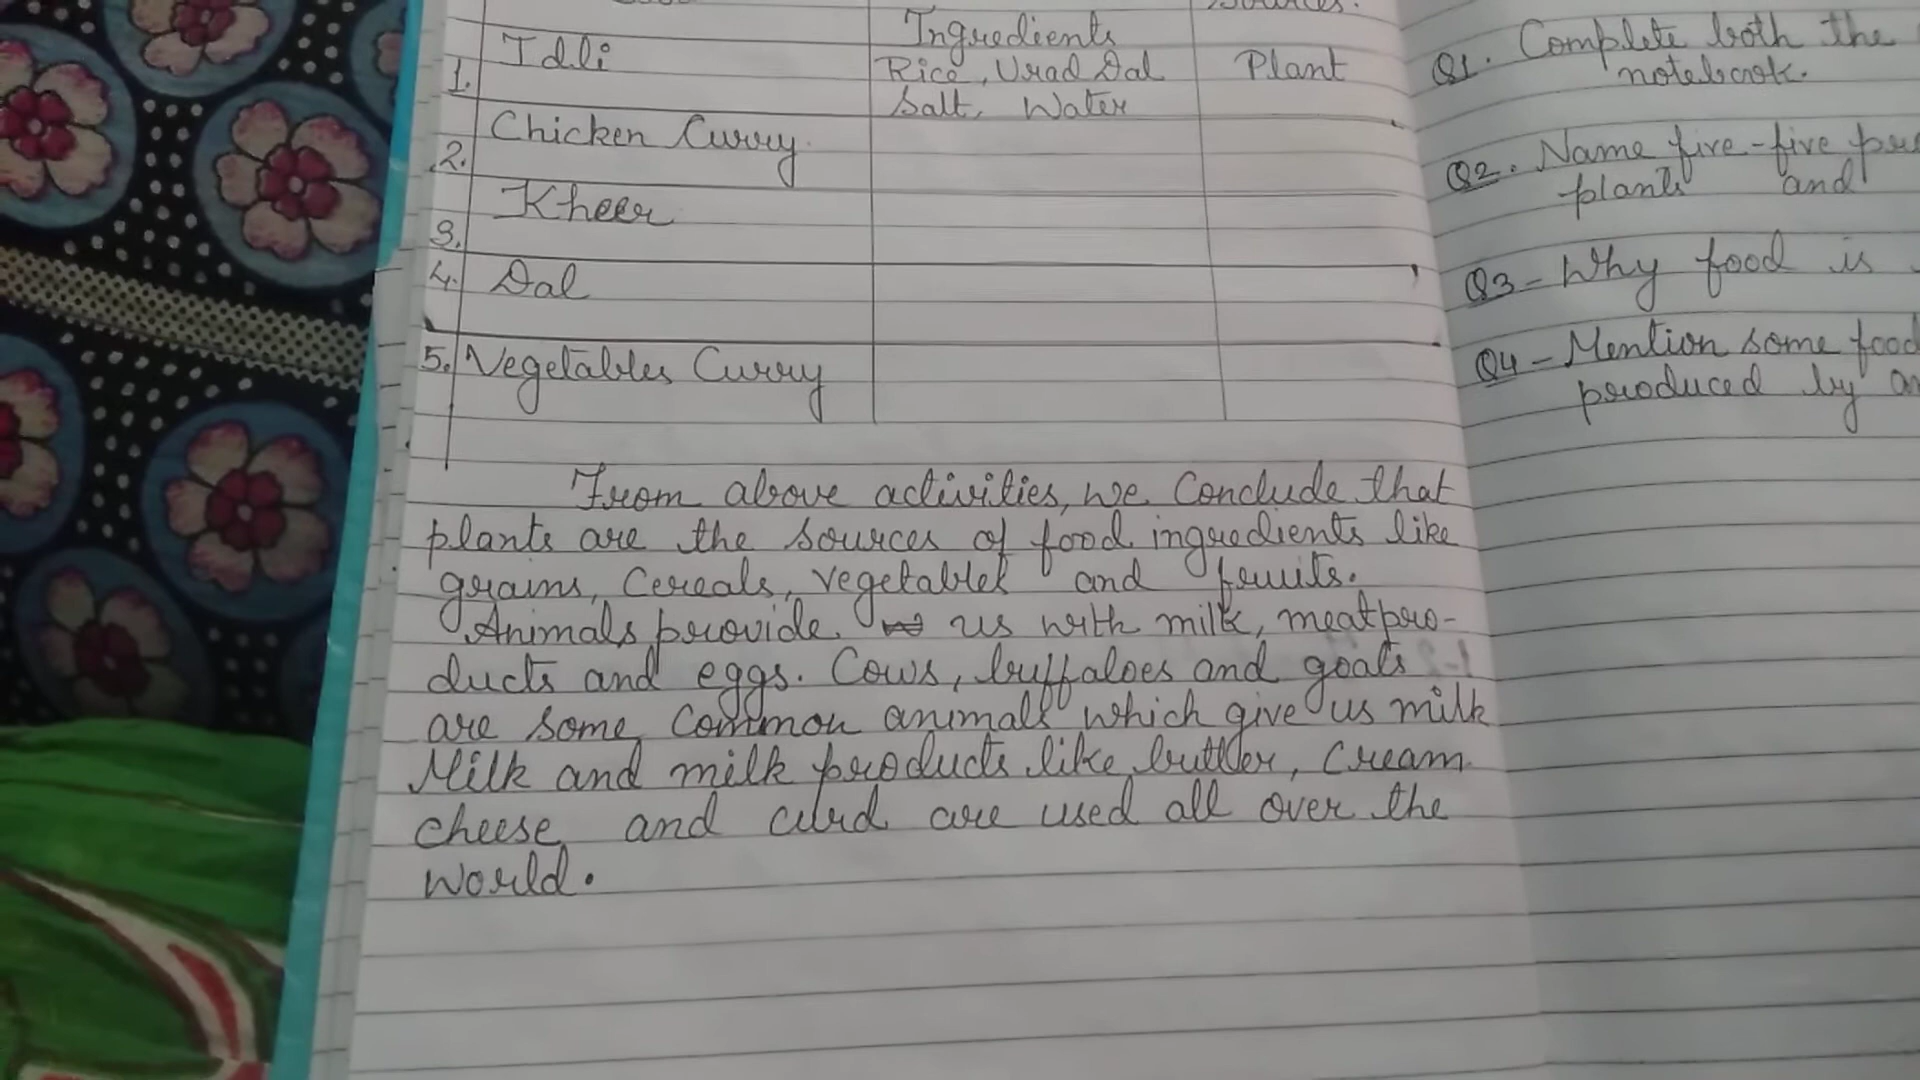 Sources.
Ingredients
1. Idli Rice, Urad Dal Plant
Salt, Water
2. Chicken Curry
3. Kheer
4. Dal
5. Vegetables Curry
From above activities, we conclude that
plants are the sources of food ingredients like
grains, cereals, vegetables and fruits.
Animals provide us with milk, meat pro-
ducts and eggs. Cows, buffaloes and goats
are some common animals which give us milk
Milk and milk products like butter, cream
cheese and curd are used all over the
world.
Q1. Complete both the
notebook.
Q2. Name five-five
plants and
Q3- Why food is
Q4- Mention some food
produced by